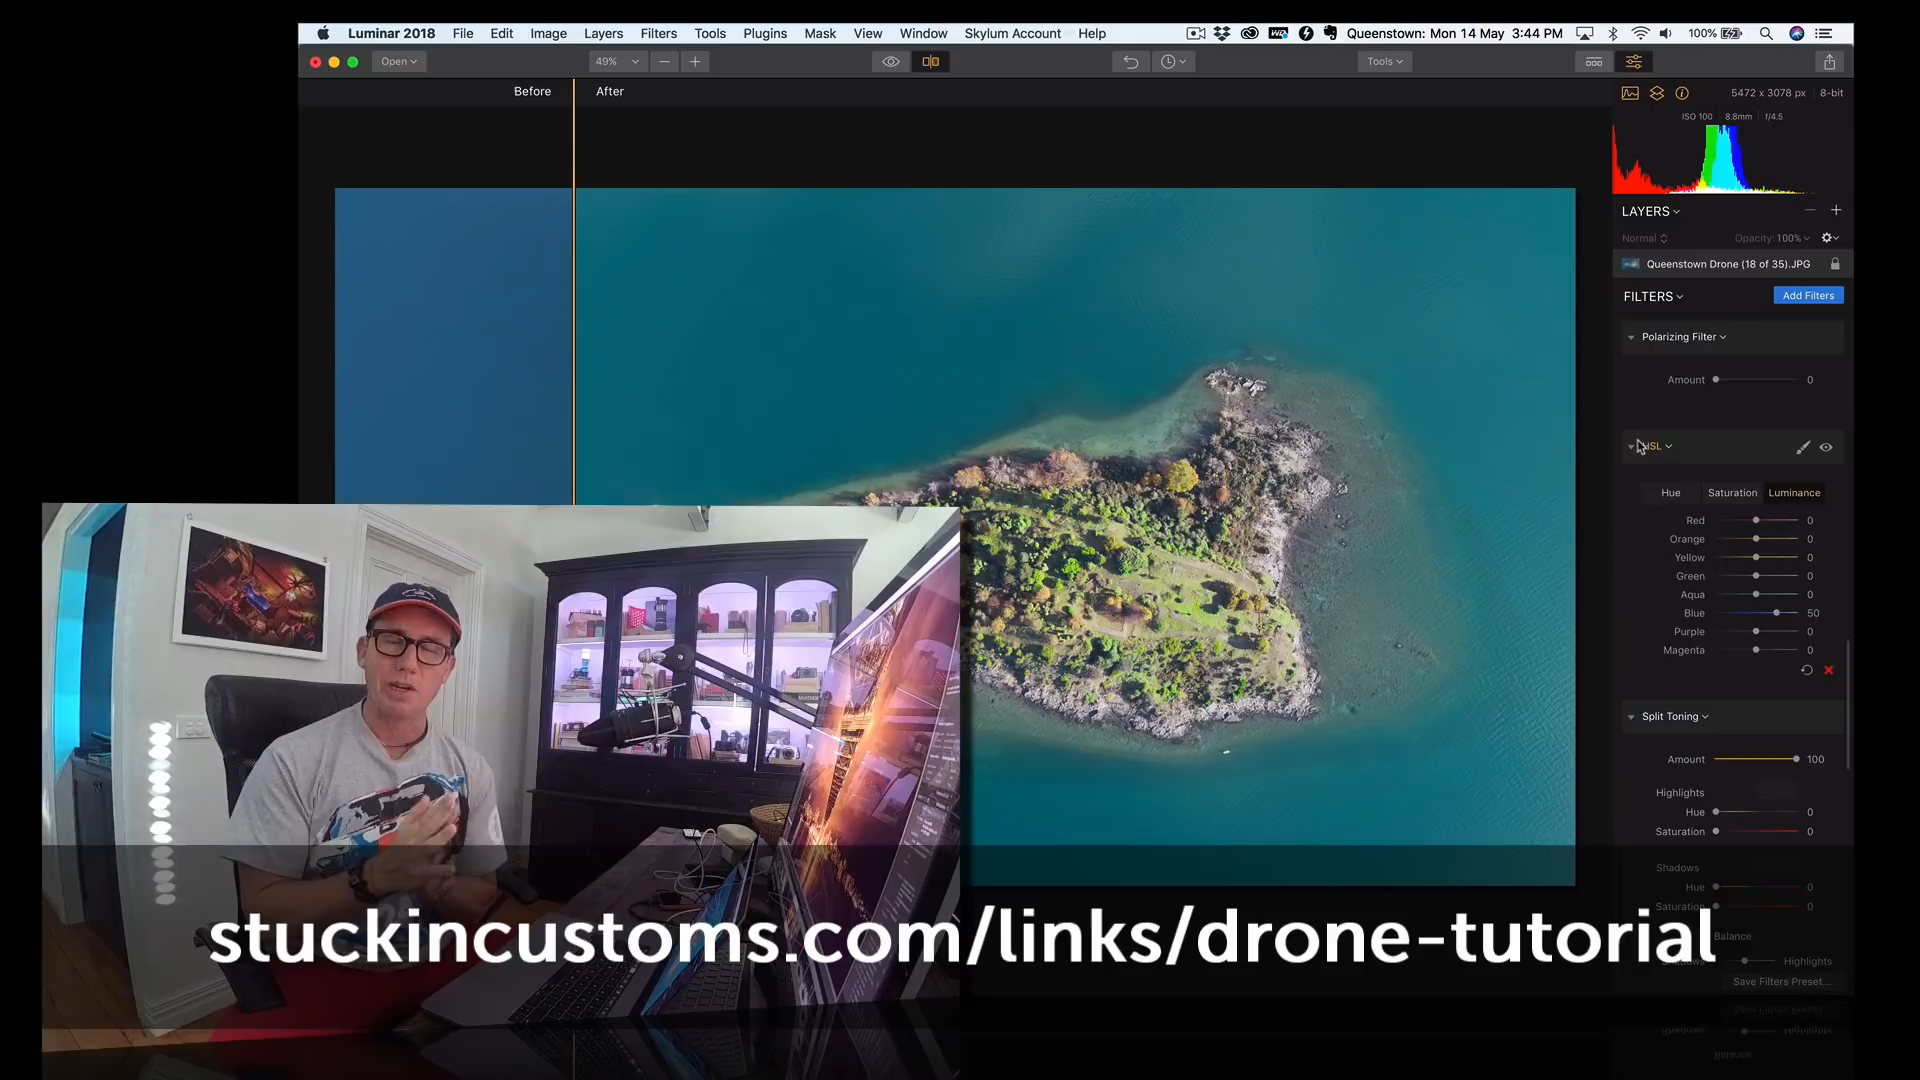 Luminar 2018 File Edit Image Layers Filters Tools Plugins Mask View Window Skylum Account Help Queenstown: Mon 14 May 3:44 PM 100%
Open 49% Tools
Before After
5472 x 3078 px 8-bit
ISO 100 8.8mm f/4.5
LAYERS
Normal Opacity: 100%
Queenstown Drone (18 of 35).JPG
FILTERS Add Filters
Polarizing Filter
Amount 0
HSL
Hue Saturation Luminance
Red 0
Orange 0
Yellow 0
Green 0
Aqua 0
Blue 50
Purple 0
Magenta 0
Split Toning
Amount 100
Highlights
Hue 0
Saturation 0
Shadows
Hue 0
Saturation 0
stuckincustoms.com/links/drone-tutorial
Balance
Shadows Highlights
Save Filters Preset...